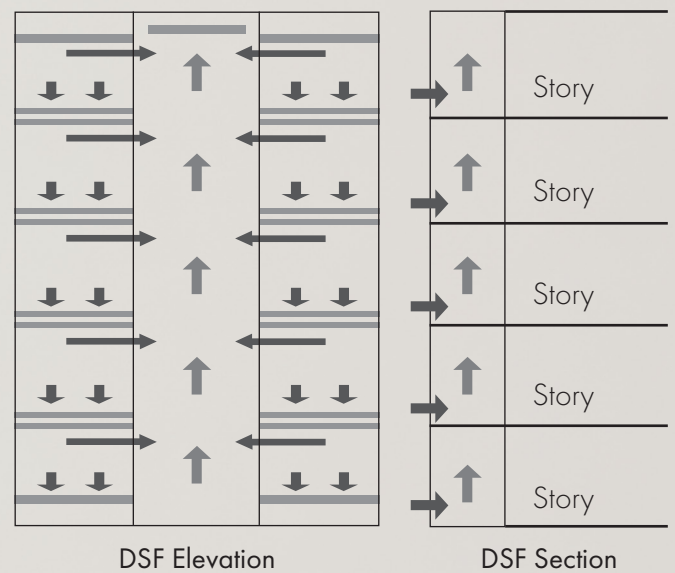 Story
Story
Story
Story
Story
DSF Elevation
DSF Section